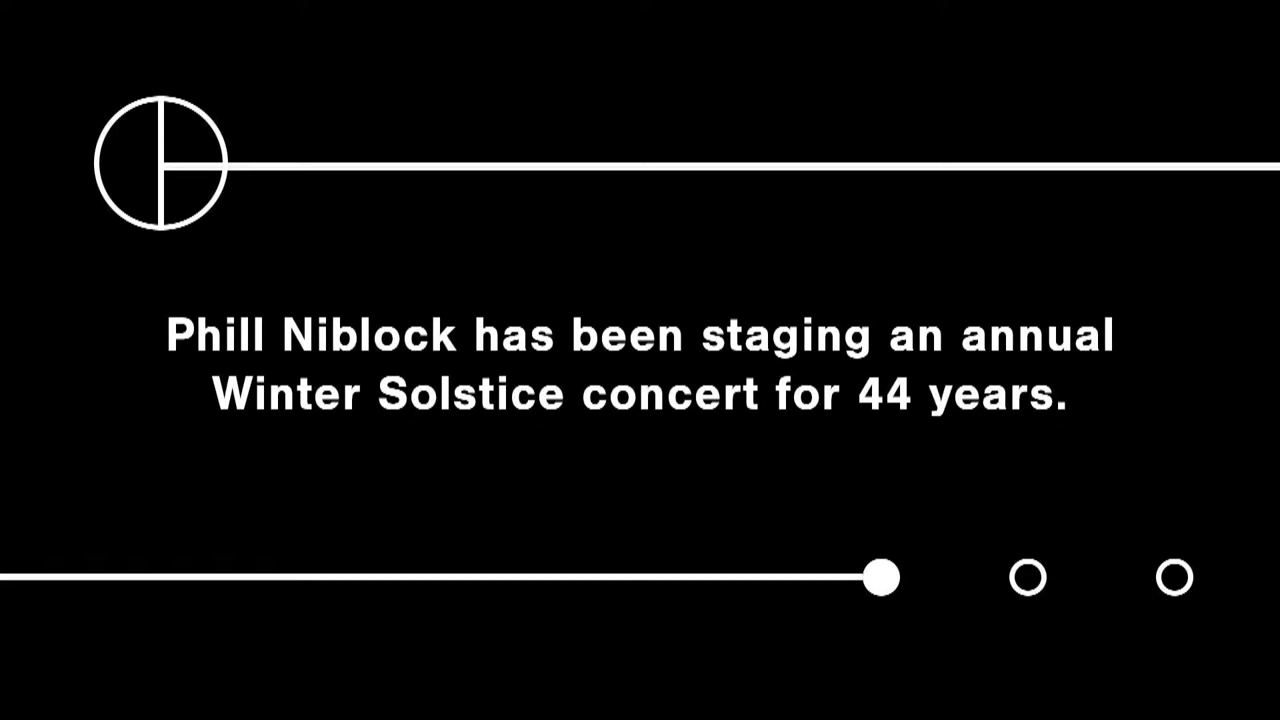 Phill Niblock has been staging an annual
Winter Solstice concert for 44 years.